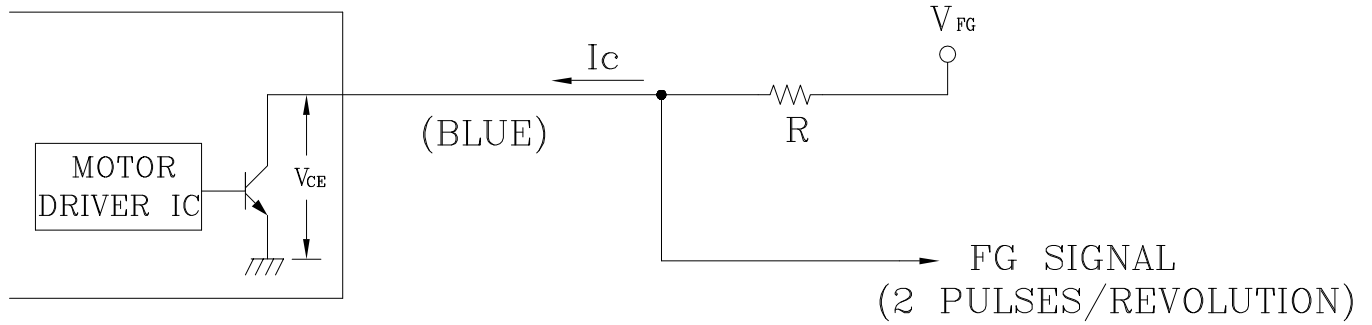 V FG
Ic
(BLUE)
R
MOTOR
DRIVER IC
VCE
FG SIGNAL
(2 PULSES/REVOLUTION)